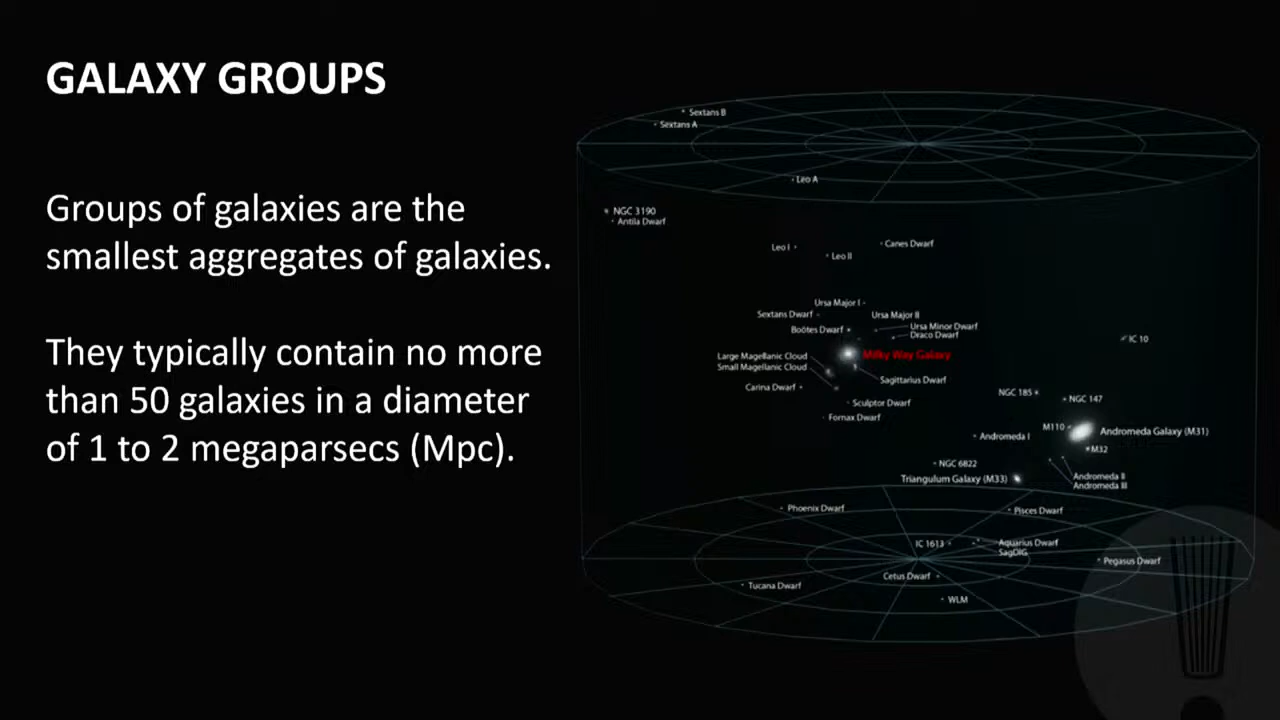 GALAXY GROUPS
Groups of galaxies are the
smallest aggregates of galaxies.
They typically contain no more
than 50 galaxies in a diameter
of 1 to 2 megaparsecs (Mpc).
Sextans B
Sextans A
Leo A
NGC 3190
Antila Dwarf
Leo I
Canes Dwarf
Leo II
Ursa Major I
Sextans Dwarf
Ursa Major II
Boötes Dwarf
Ursa Minor Dwarf
Draco Dwarf
IC 10
Large Magellanic Cloud
Milky Way Galaxy
Small Magellanic Cloud
Sagittarius Dwarf
Carina Dwarf
NGC 185
NGC 147
Sculptor Dwarf
Fornax Dwarf
M110
Andromeda Galaxy (M31)
Andromeda I
M32
NGC 6822
Triangulum Galaxy (M33)
Andromeda II
Andromeda III
Phoenix Dwarf
Pisces Dwarf
IC 1613
Aquarius Dwarf
SagDIG
Pegasus Dwarf
Cetus Dwarf
Tucana Dwarf
WLM